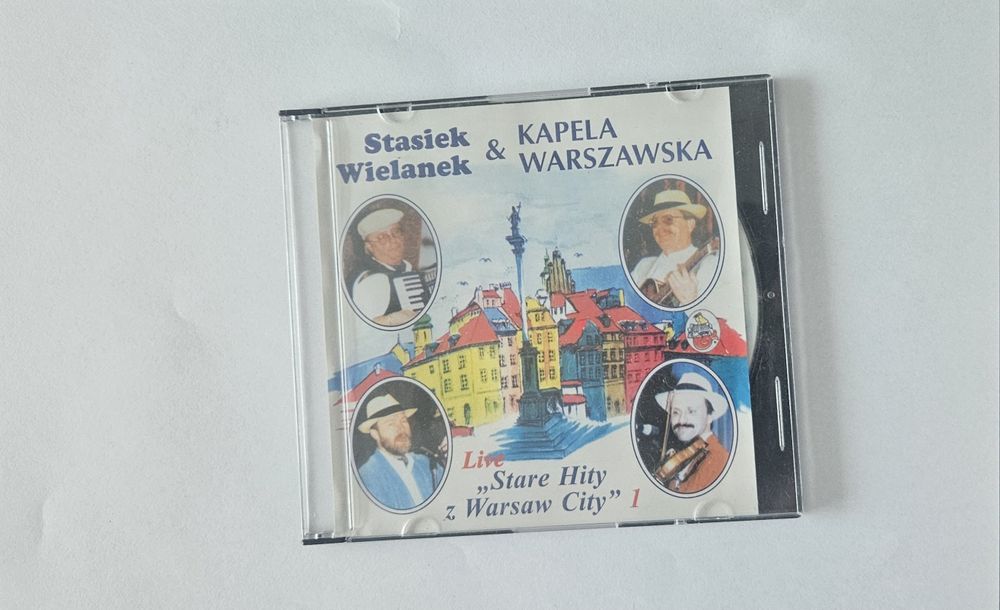 Stasiek
Wielanek
&
KAPELA
WARSZAWSKA
Live
„Stare Hity
z Warsaw City” 1